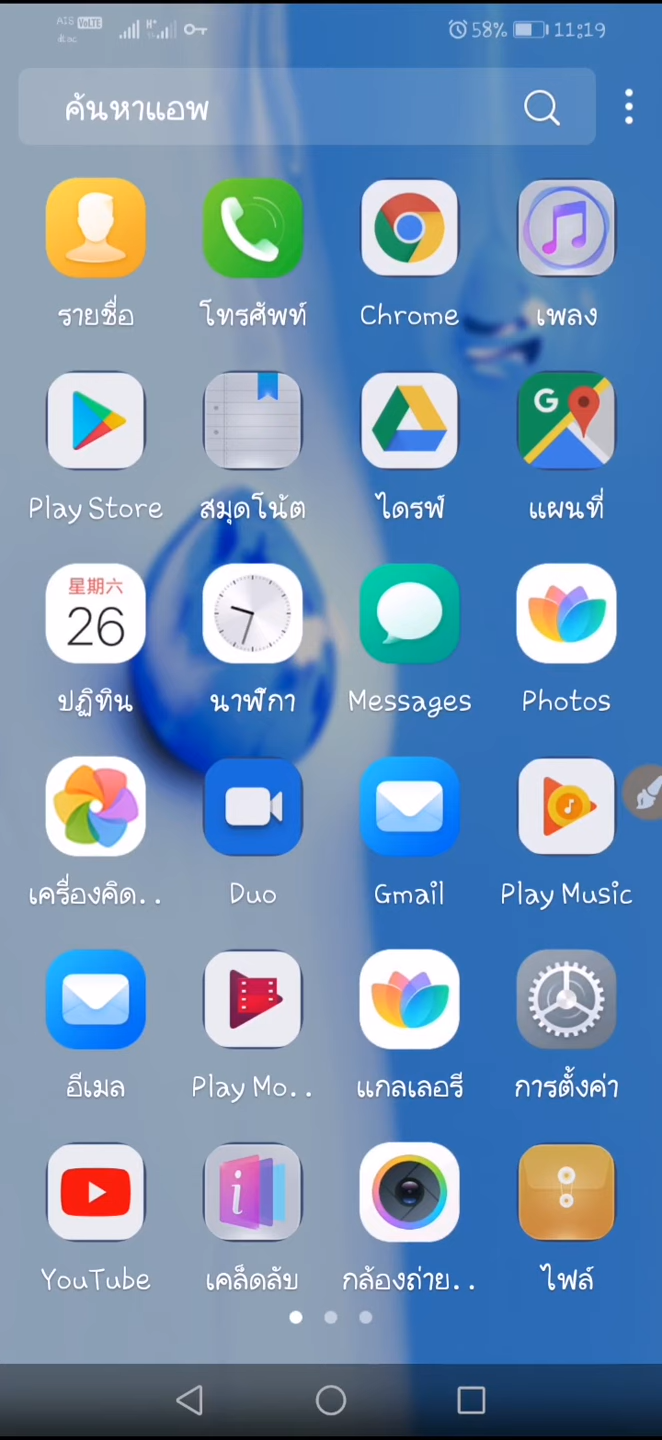 AIS VoLTE
58% 11:19
ค้นหาแอพ
รายชื่อ
โทรศัพท์
Chrome
เพลง
Play Store
สมุดโน้ต
ไดรฟ์
G
แผนที่
星期六
26
ปฏิทิน
นาฬิกา
Messages
Photos
เครื่องคิด..
Duo
Gmail
Play Music
อีเมล
Play Mo..
แกลเลอรี
การตั้งค่า
YouTube
i
เคล็ดลับ
กล้องถ่าย..
ไฟล์